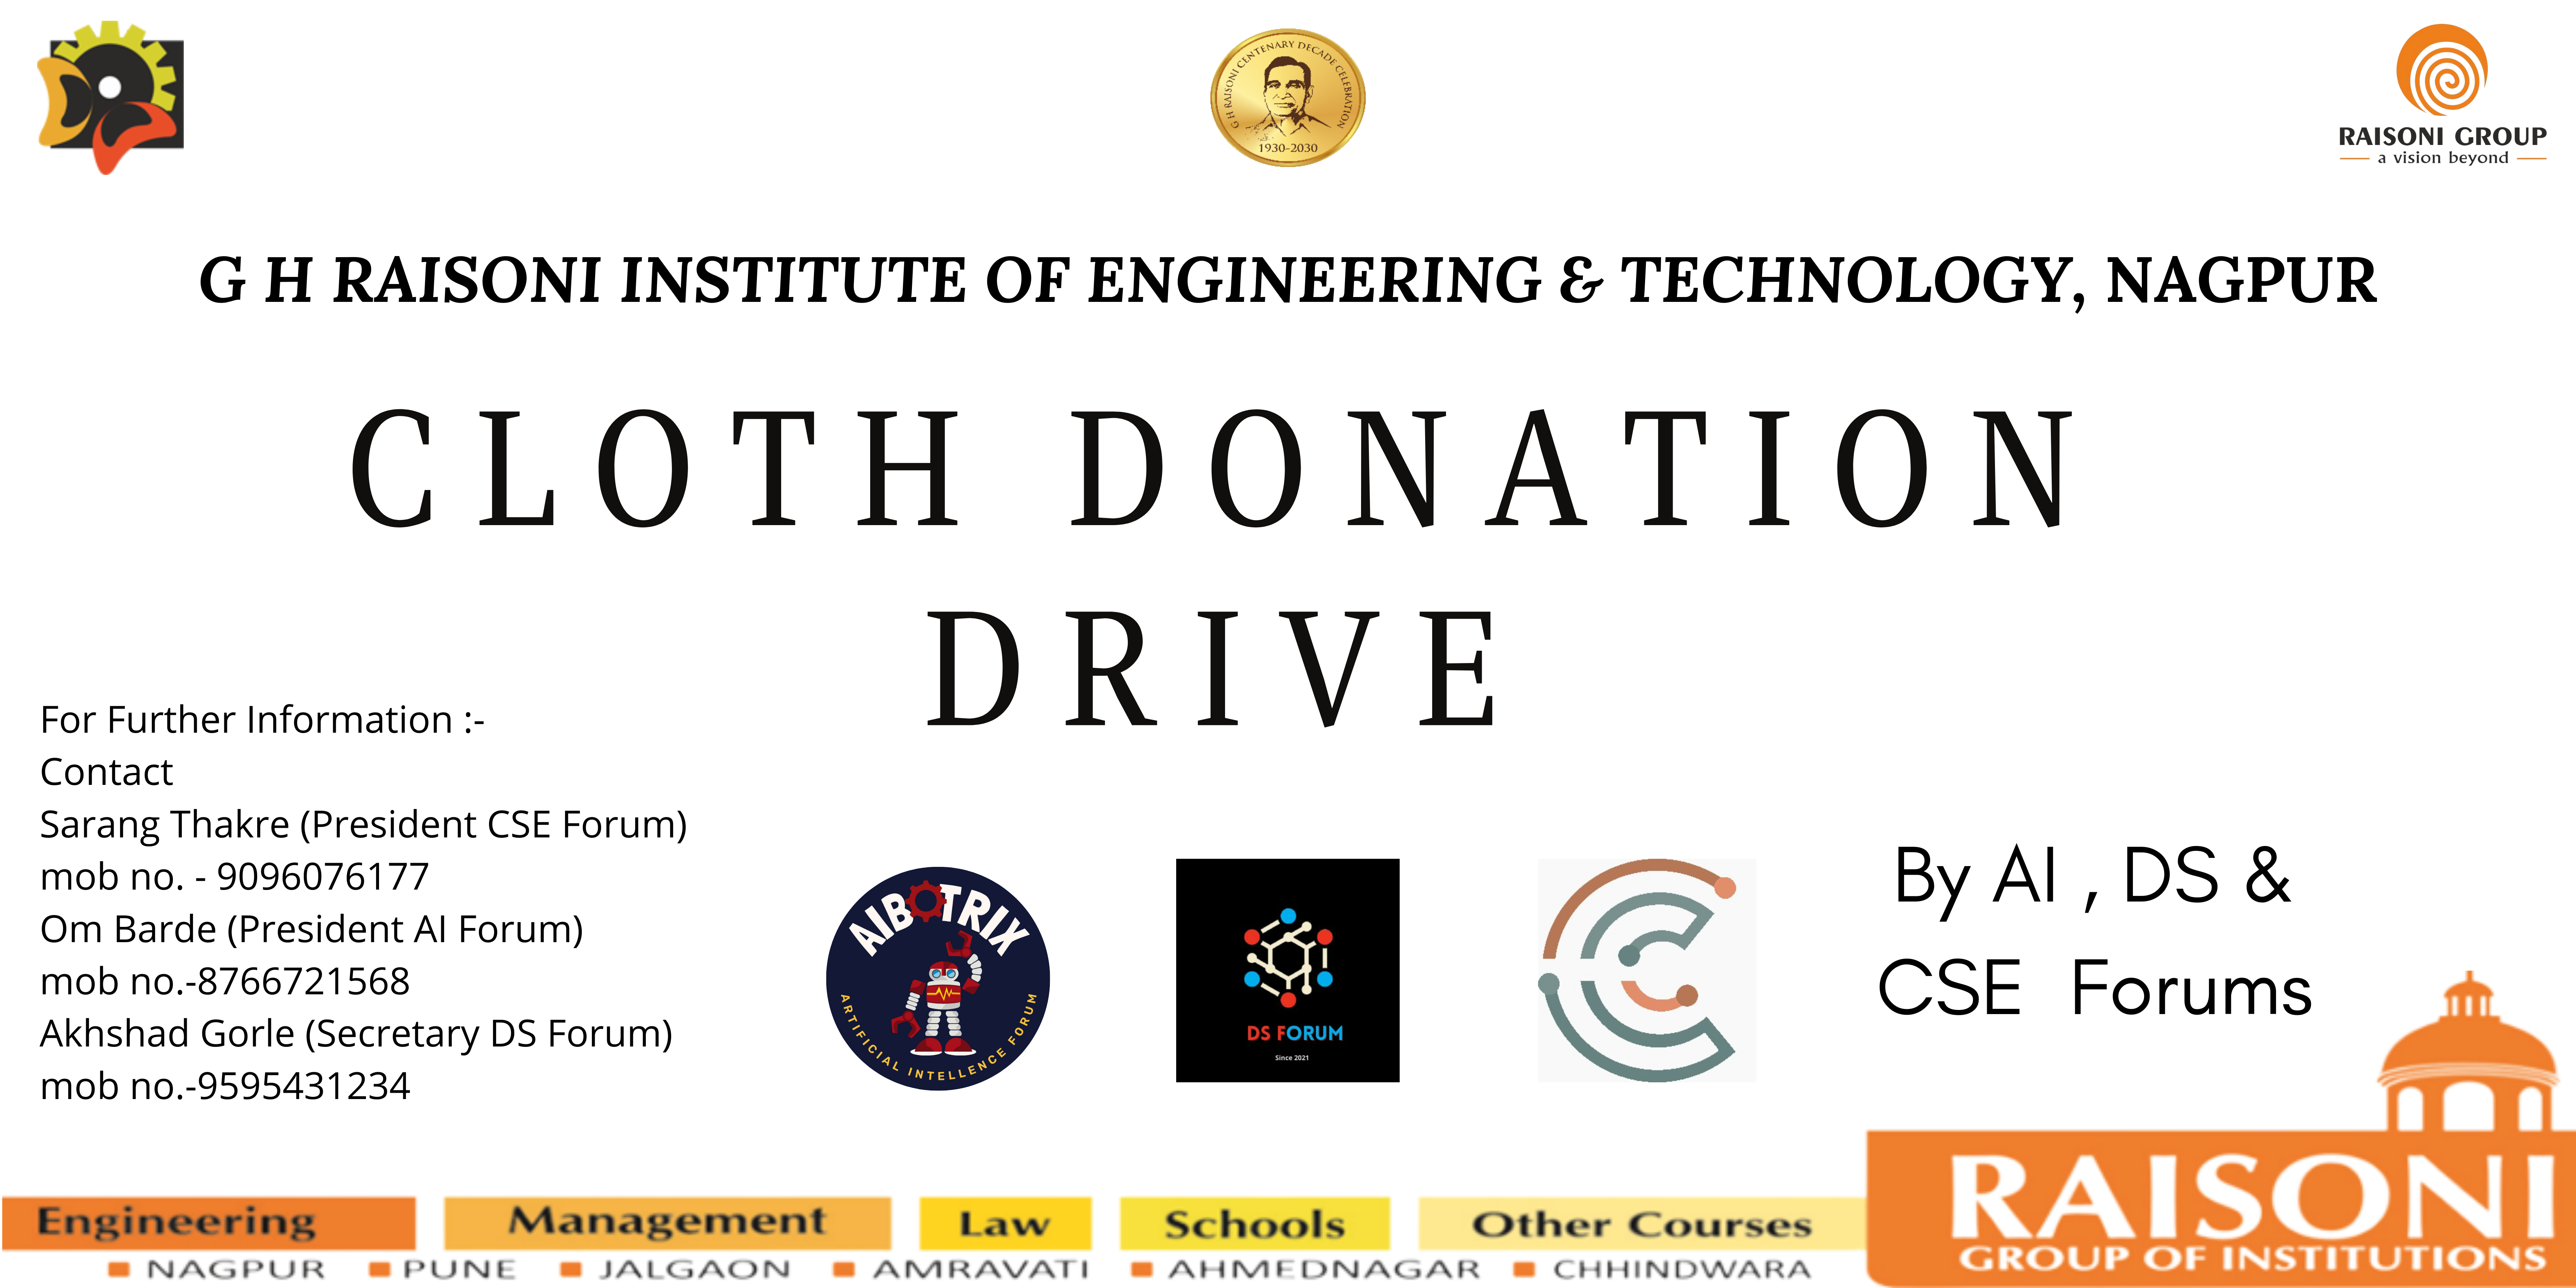 G H RAISONI CENTENARY DECADE CELEBRATION
1930-2030
RAISONI GROUP
a vision beyond
G H RAISONI INSTITUTE OF ENGINEERING & TECHNOLOGY, NAGPUR
CLOTH DONATION
DRIVE
For Further Information :-
Contact
Sarang Thakre (President CSE Forum)
mob no. - 9096076177
Om Barde (President AI Forum)
mob no.-8766721568
Akhshad Gorle (Secretary DS Forum)
mob no.-9595431234
AIBOTRIX
ARTIFICIAL INTELLENCE FORUM
DS FORUM
Since 2021
By AI , DS &
CSE Forums
Engineering Management Law Schools Other Courses
NAGPUR PUNE JALGAON AMRAVATI AHMEDNAGAR CHHINDWARA
RAISONI
GROUP OF INSTITUTIONS